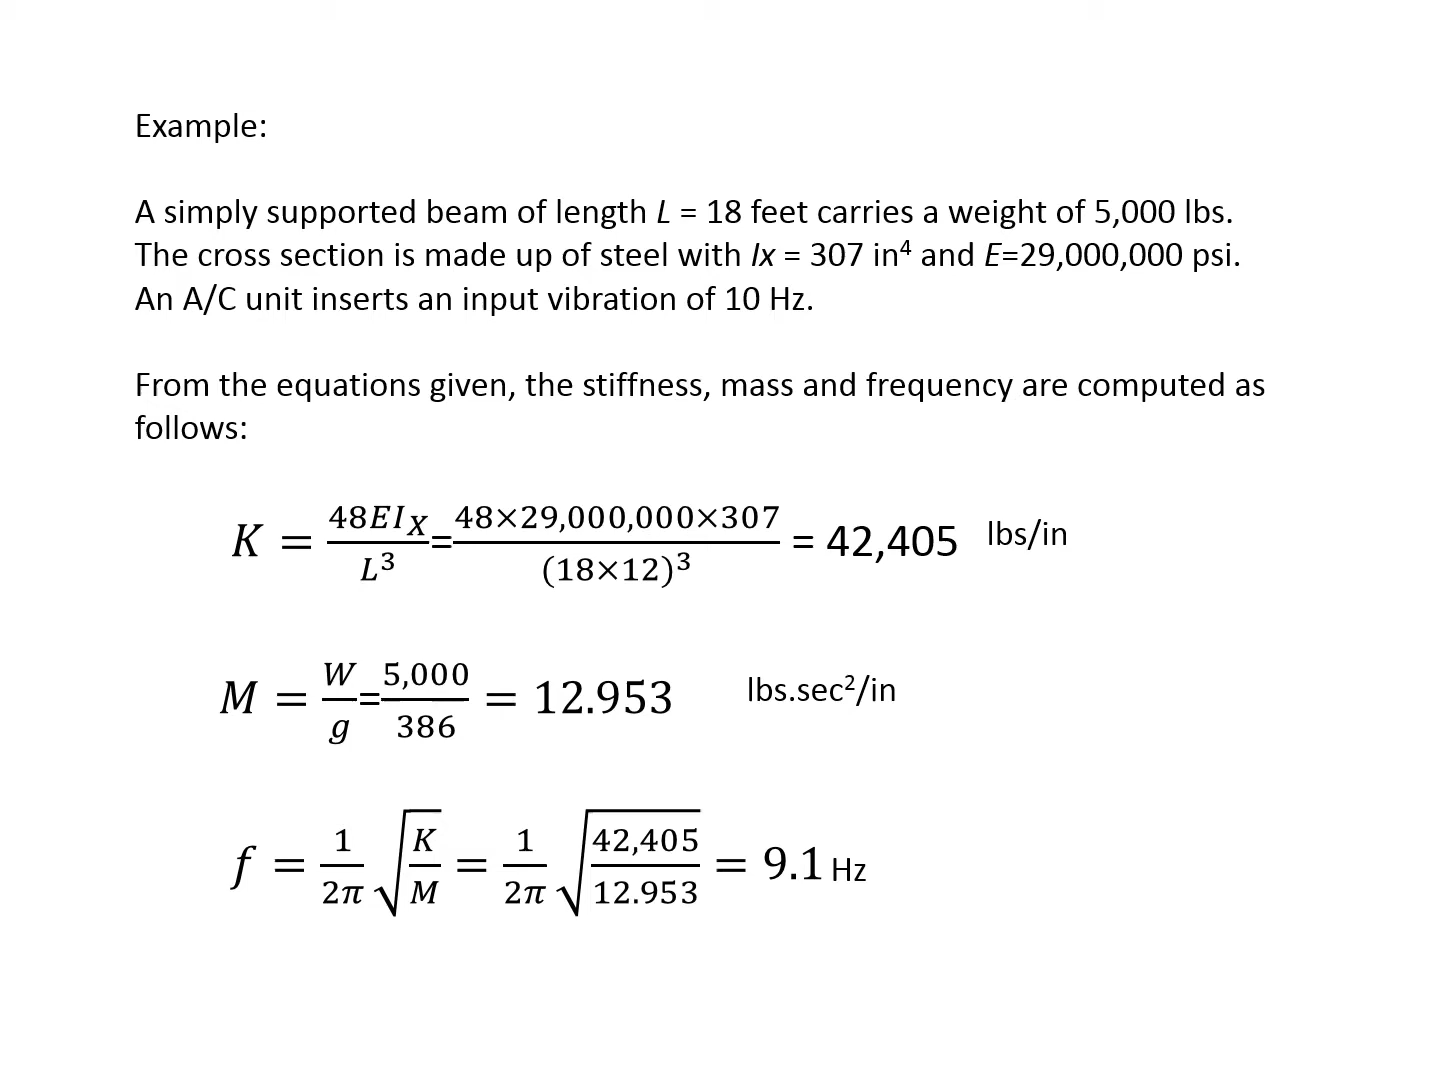 Example:
A simply supported beam of length L = 18 feet carries a weight of 5,000 lbs.
The cross section is made up of steel with Ix = 307 in⁴ and E=29,000,000 psi.
An A/C unit inserts an input vibration of 10 Hz.
From the equations given, the stiffness, mass and frequency are computed as
follows:
K = 48EI_X/L³ = 48×29,000,000×307/(18×12)³ = 42,405 lbs/in
M = W/g = 5,000/386 = 12.953 lbs.sec²/in
f = 1/2π √(K/M) = 1/2π √(42,405/12.953) = 9.1 Hz